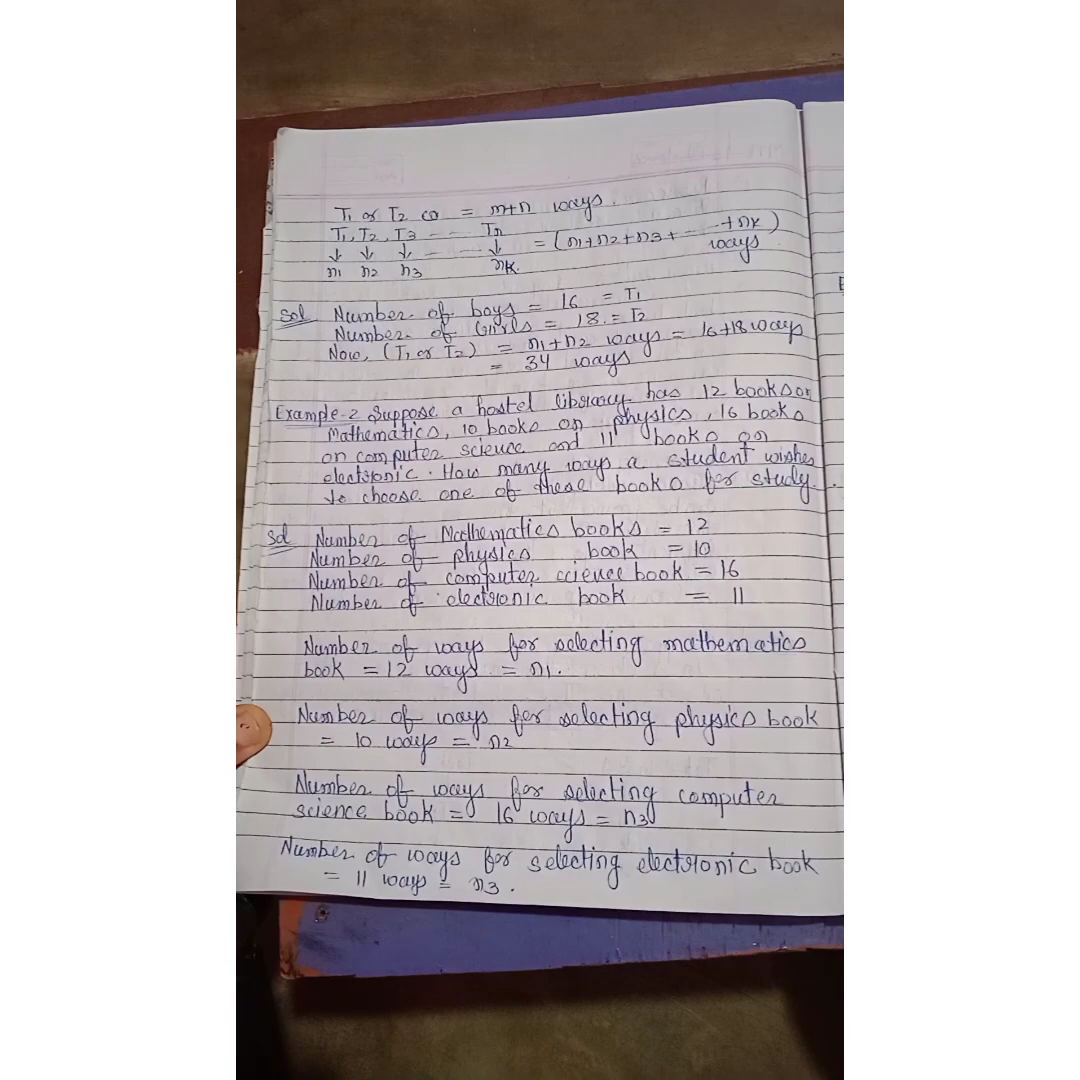 T1 or T2 co = m+n ways.
T1, T2, T3 ---- Tn
↓ ↓ ↓ ---- ↓ = (n1+n2+n3+ ---- +nk) ways
n1 n2 n3 nk.
Sol Number of boys = 16 = T1
Number of Girls = 18 = T2
Now, (T1 or T2) = n1+n2 ways = 16+18 ways
= 34 ways
Example-2 Suppose a hostel library has 12 books on
Mathematics, 10 books on physics, 16 books
on computer science and 11 books on
electronic. How many ways a student wishes
to choose one of these books for study.
Sol Number of Mathematics books = 12
Number of physics book = 10
Number of computer science book = 16
Number of electronic book = 11
Number of ways for selecting mathematics
book = 12 ways = n1.
Number of ways for selecting physics book
= 10 ways = n2
Number of ways for selecting computer
science book = 16 ways = n3
Number of ways for selecting electronic book
= 11 ways = n3.